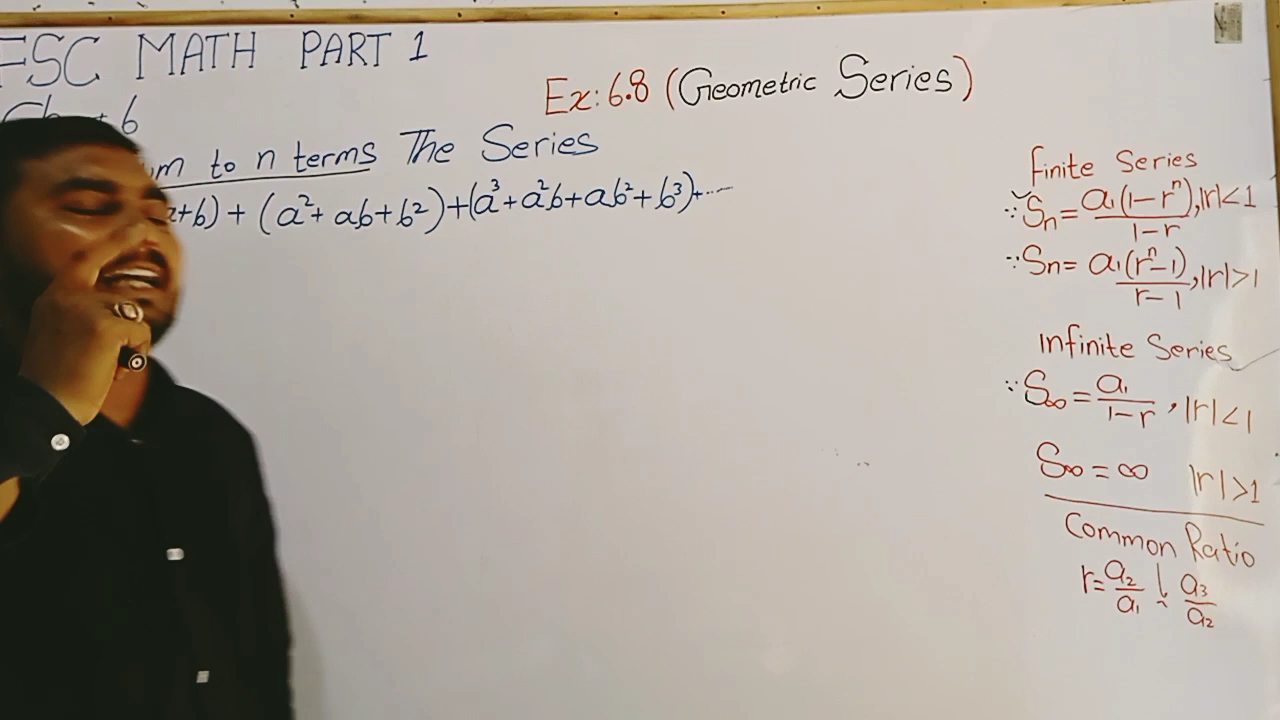 FSC MATH PART 1
Ex: 6.8 (Geometric Series)
6
to n terms The Series
+b) + (a²+ ab+b²)+(a³+a²b+ab²+b³)+.....
finite Series
∵ Sₙ = a₁(1-rⁿ)/1-r, |r|<1
∵ Sn= a₁(rⁿ-1)/r-1, |r|>1
Infinite Series
∵ S∞ = a₁/1-r, |r|<1
S∞ = ∞ |r|>1
Common Ratio
r= a₂/a₁ a₃/a₂